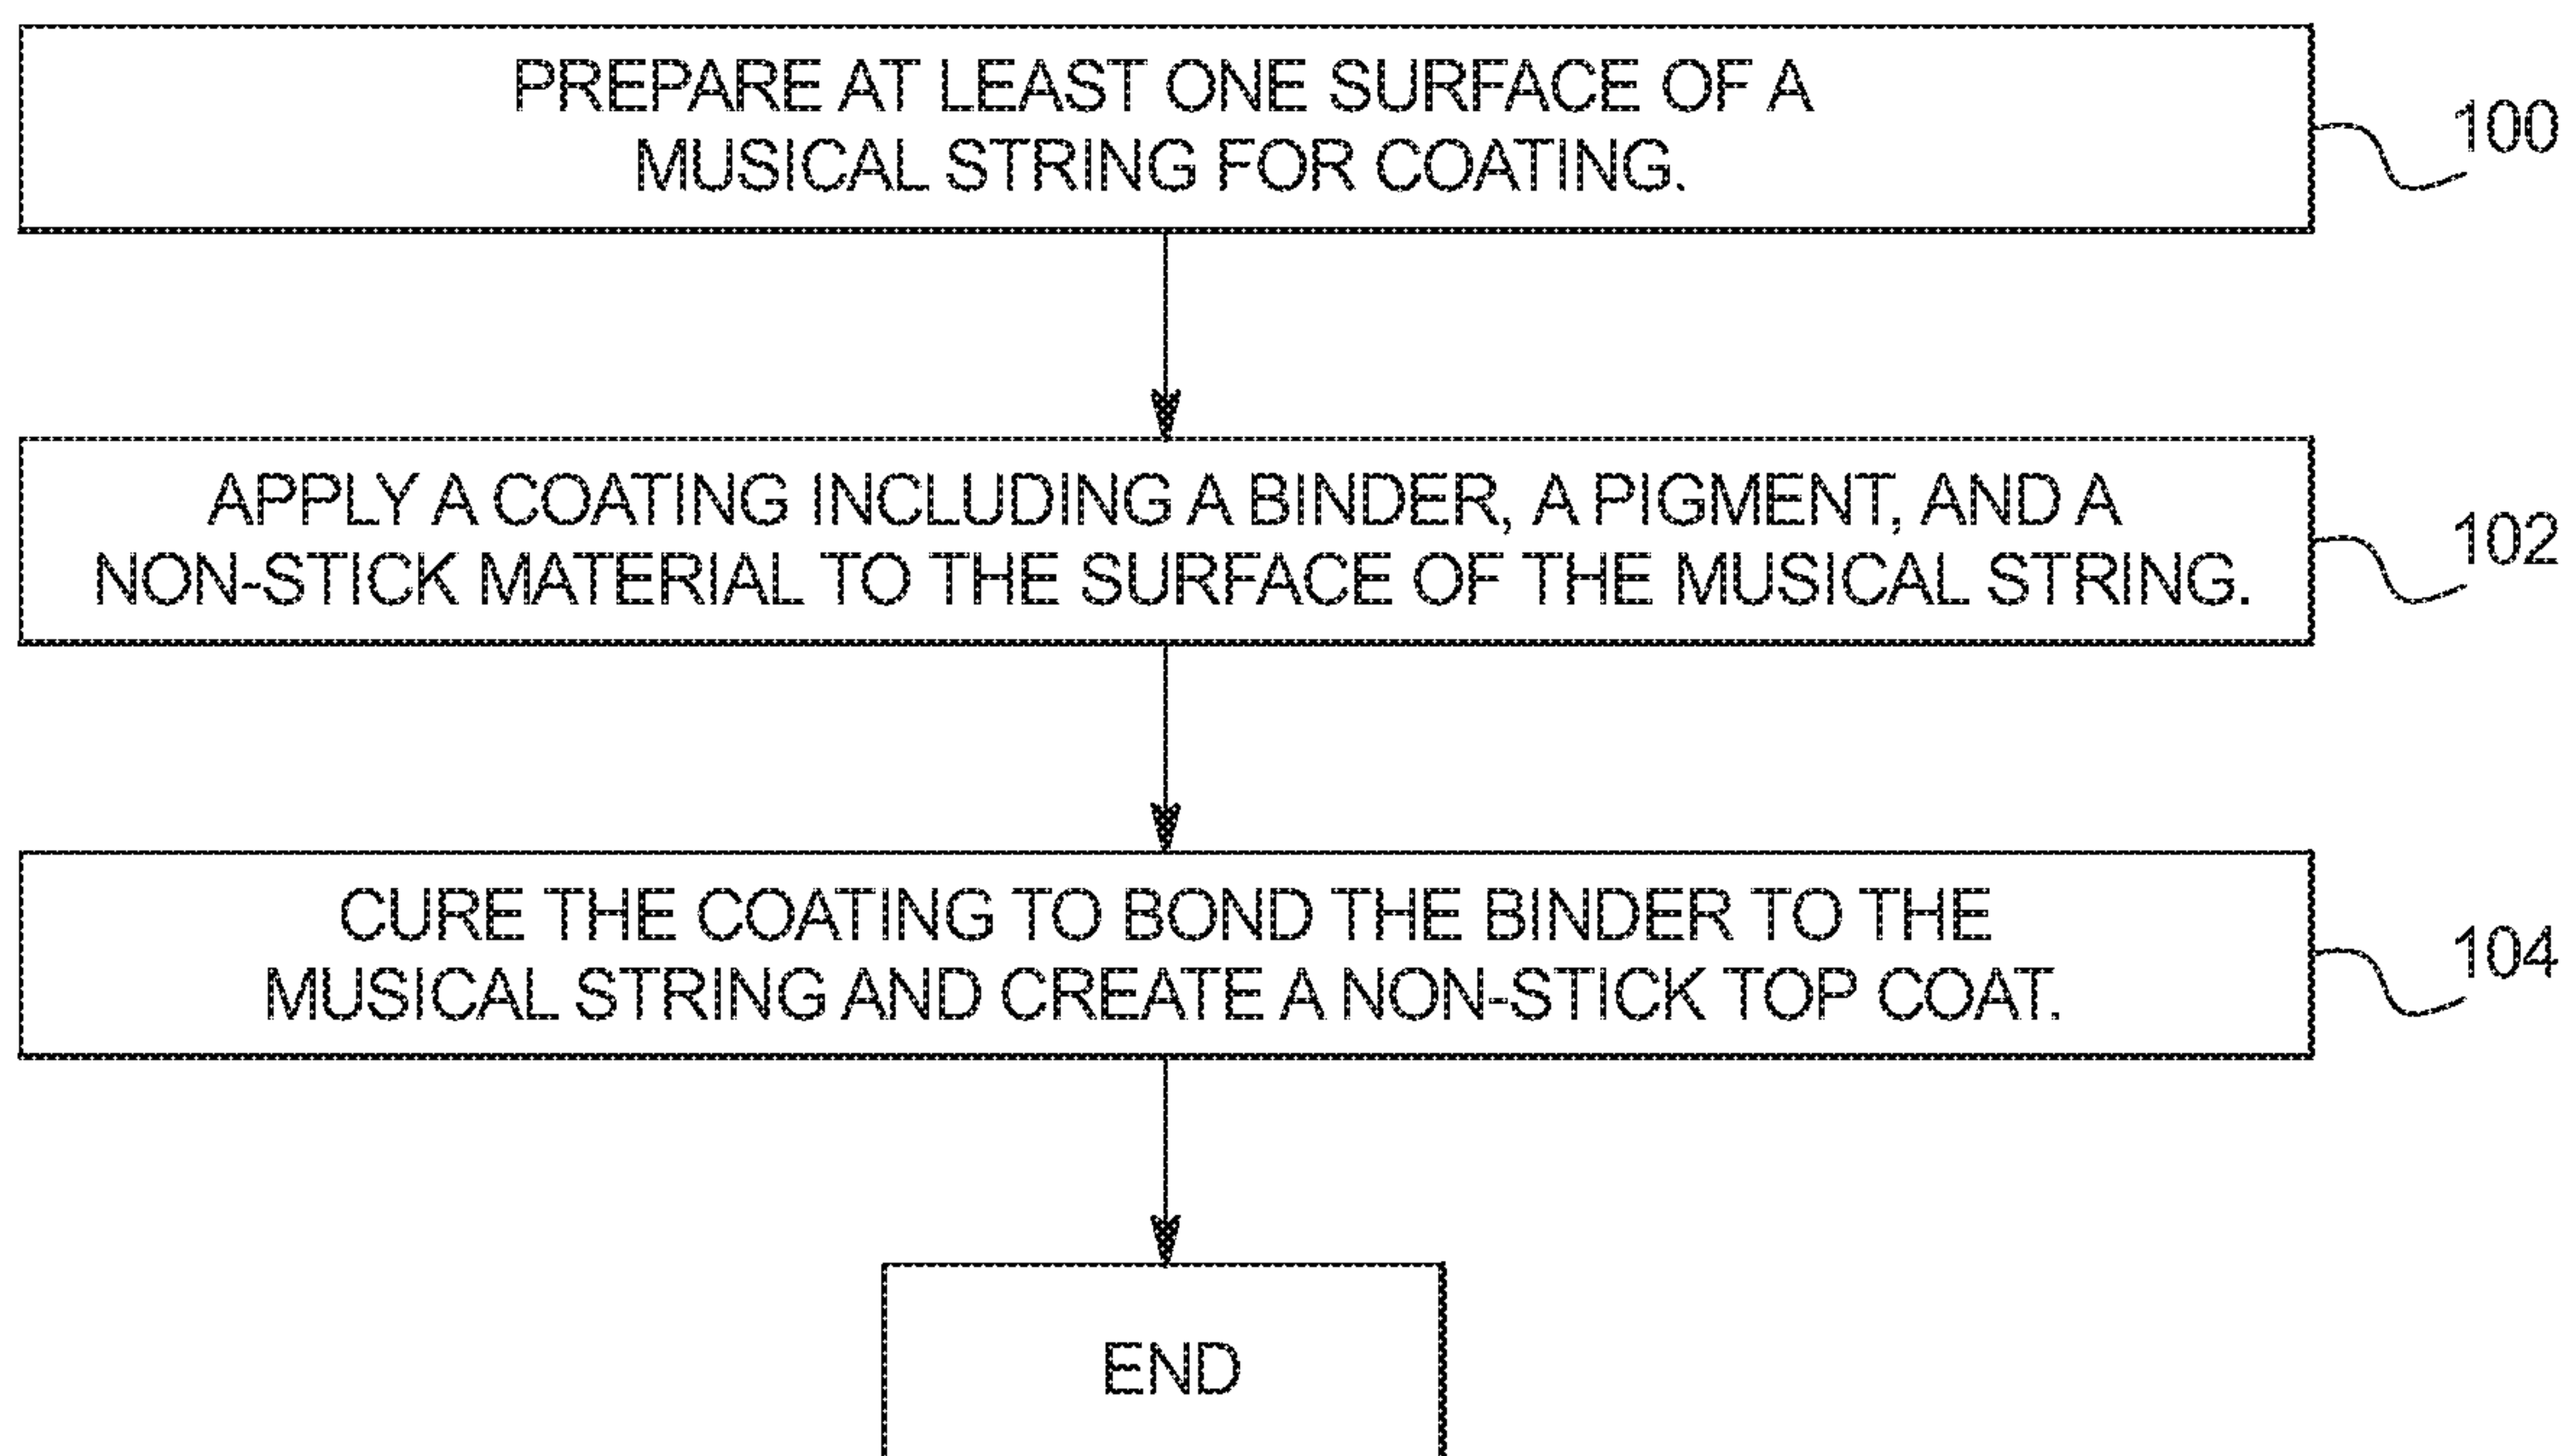 PREPARE AT LEAST ONE SURFACE OF A
MUSICAL STRING FOR COATING.
100
APPLY A COATING INCLUDING A BINDER, A PIGMENT, AND A
NON-STICK MATERIAL TO THE SURFACE OF THE MUSICAL STRING.
102
CURE THE COATING TO BOND THE BINDER TO THE
MUSICAL STRING AND CREATE A NON-STICK TOP COAT.
104
END